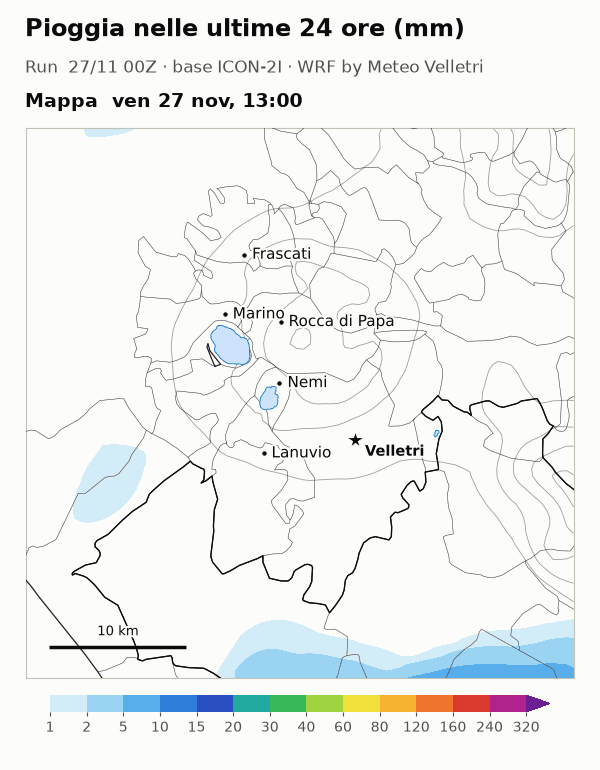 Pioggia nelle ultime 24 ore (mm)
Run  27/11 00Z · base ICON-2I · WRF by Meteo Velletri
Mappa  ven 27 nov, 13:00
Frascati
Marino
Rocca di Papa
Nemi
Velletri
Lanuvio
10 km
1 2 5 10 15 20 30 40 60 80 120 160 240 320